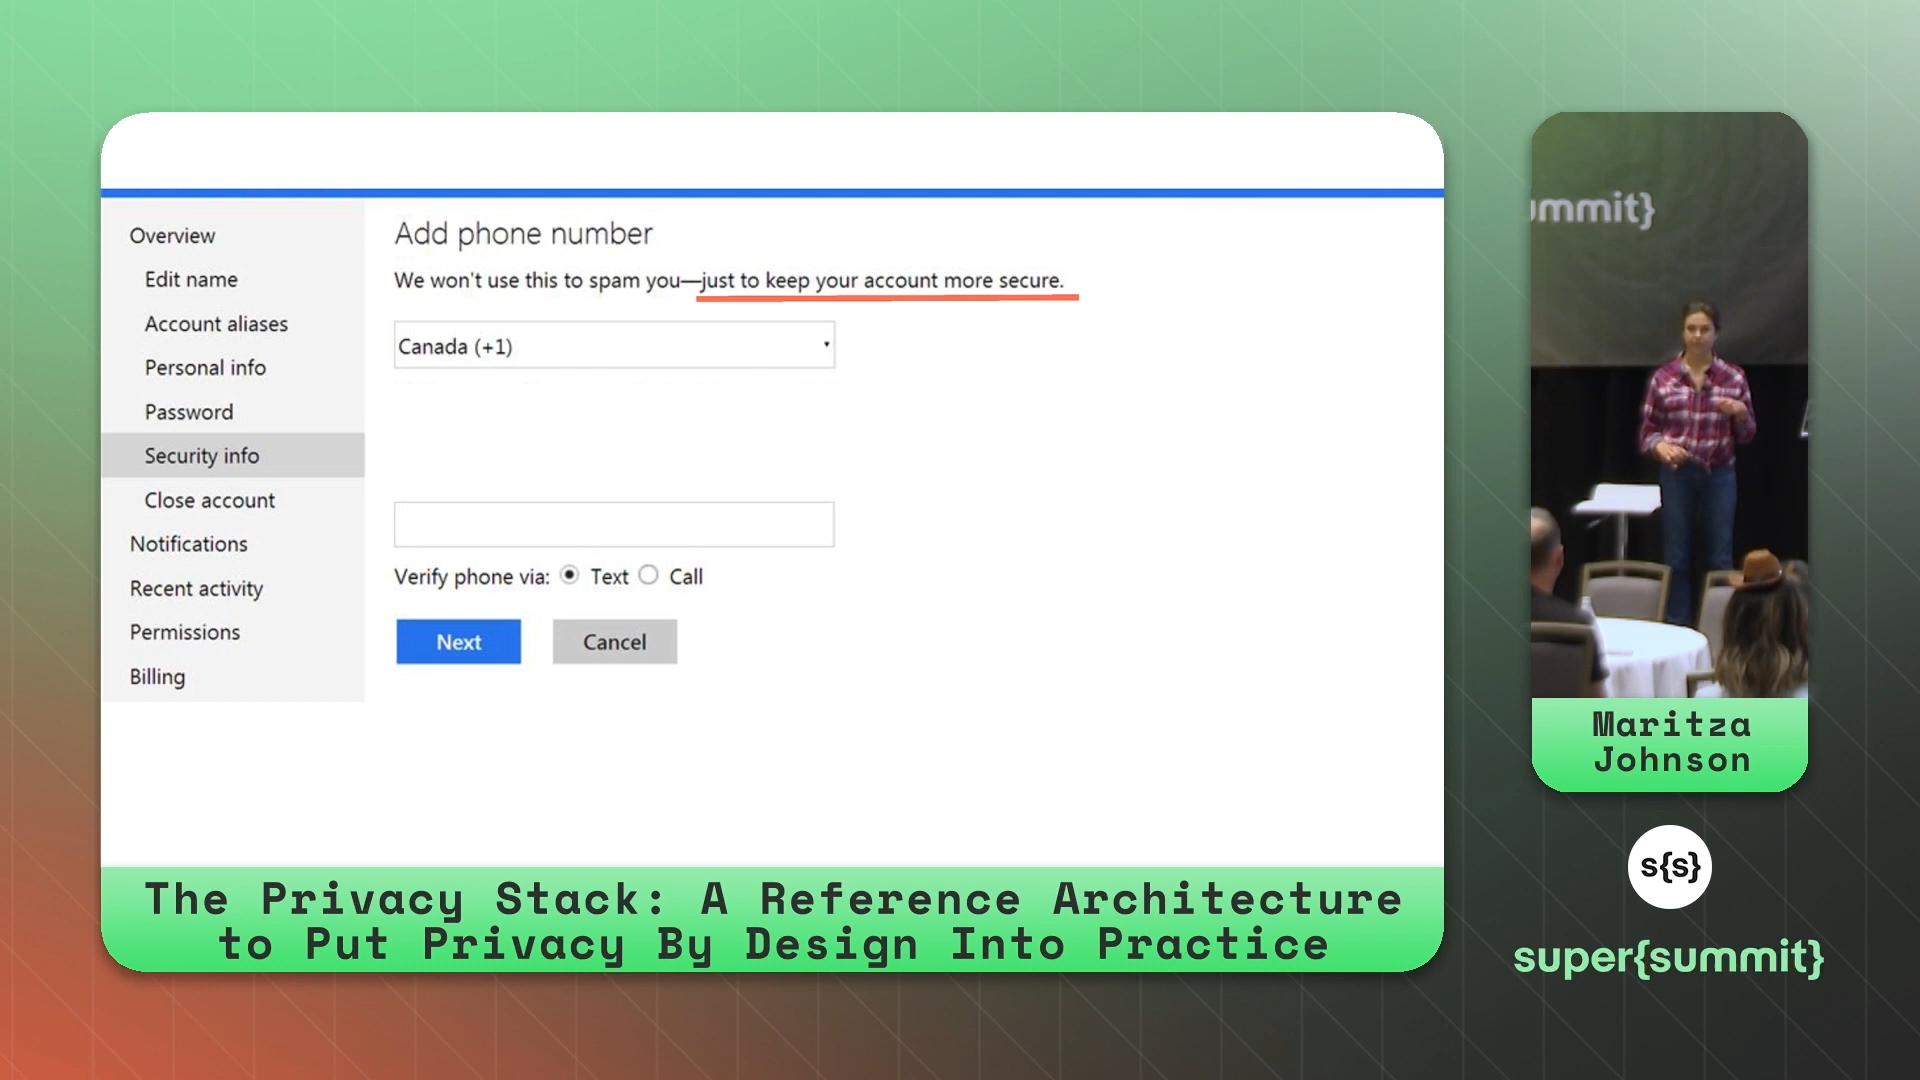 Overview
Edit name
Account aliases
Personal info
Password
Security info
Close account
Notifications
Recent activity
Permissions
Billing
Add phone number
We won't use this to spam you—just to keep your account more secure.
Canada (+1)
Verify phone via: Text Call
Next Cancel
The Privacy Stack: A Reference Architecture
to Put Privacy By Design Into Practice
ummit}
Maritza
Johnson
s{s}
super{summit}